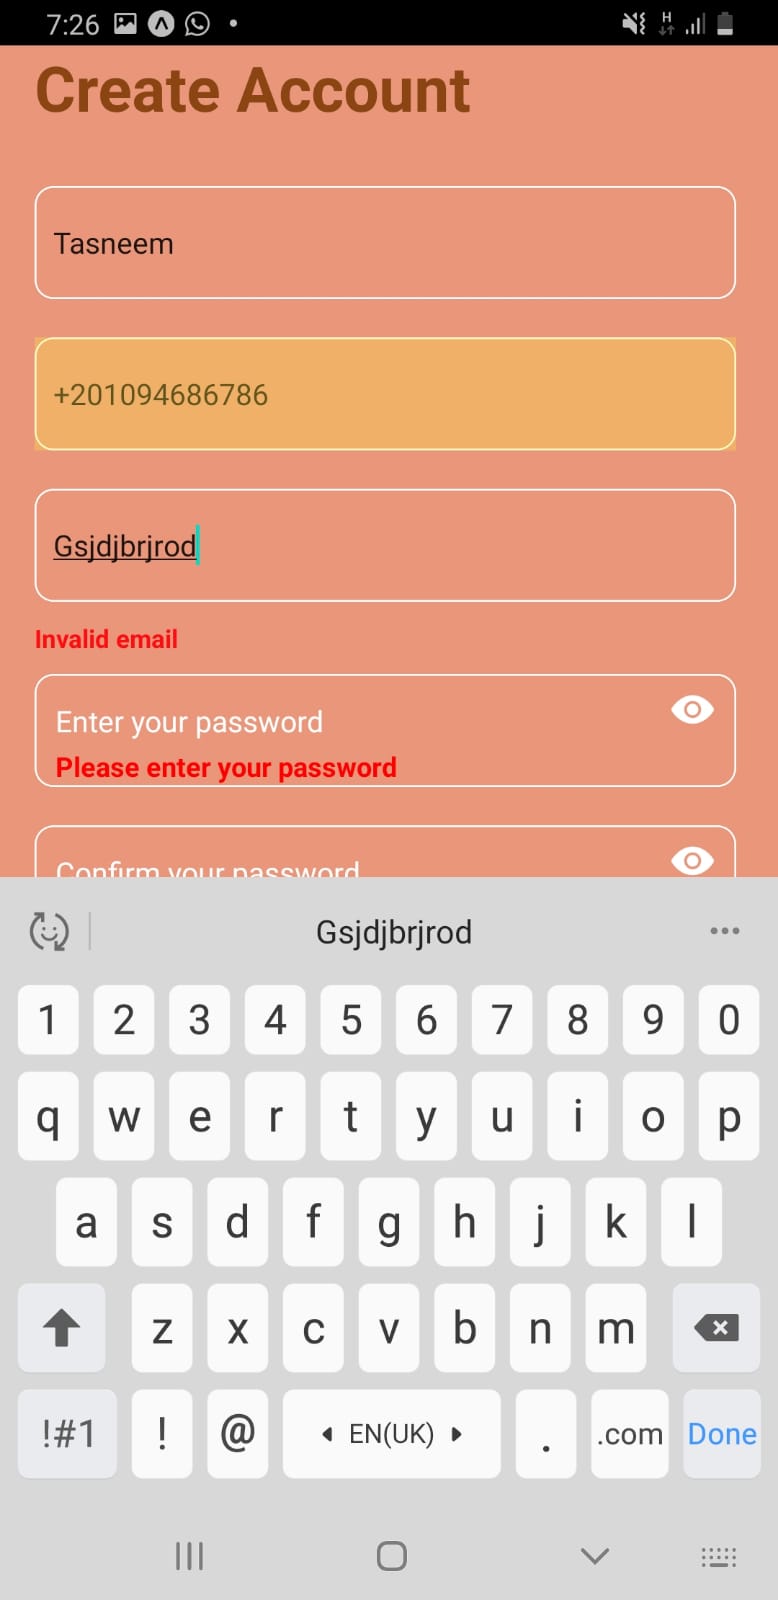 7:26
H
Create Account
Tasneem
+201094686786
Gsjdjbrjrod
Invalid email
Enter your password
Please enter your password
Confirm your password
Gsjdjbrjrod
1 2 3 4 5 6 7 8 9 0
q w e r t y u i o p
a s d f g h j k l
z x c v b n m
!#1 ! @ EN(UK) . .com Done